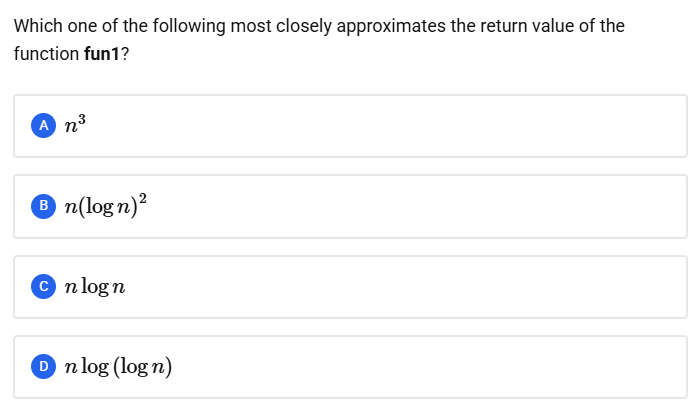 Which one of the following most closely approximates the return value of the
function fun1?
A n³
B n(log n)²
C n log n
D n log (log n)